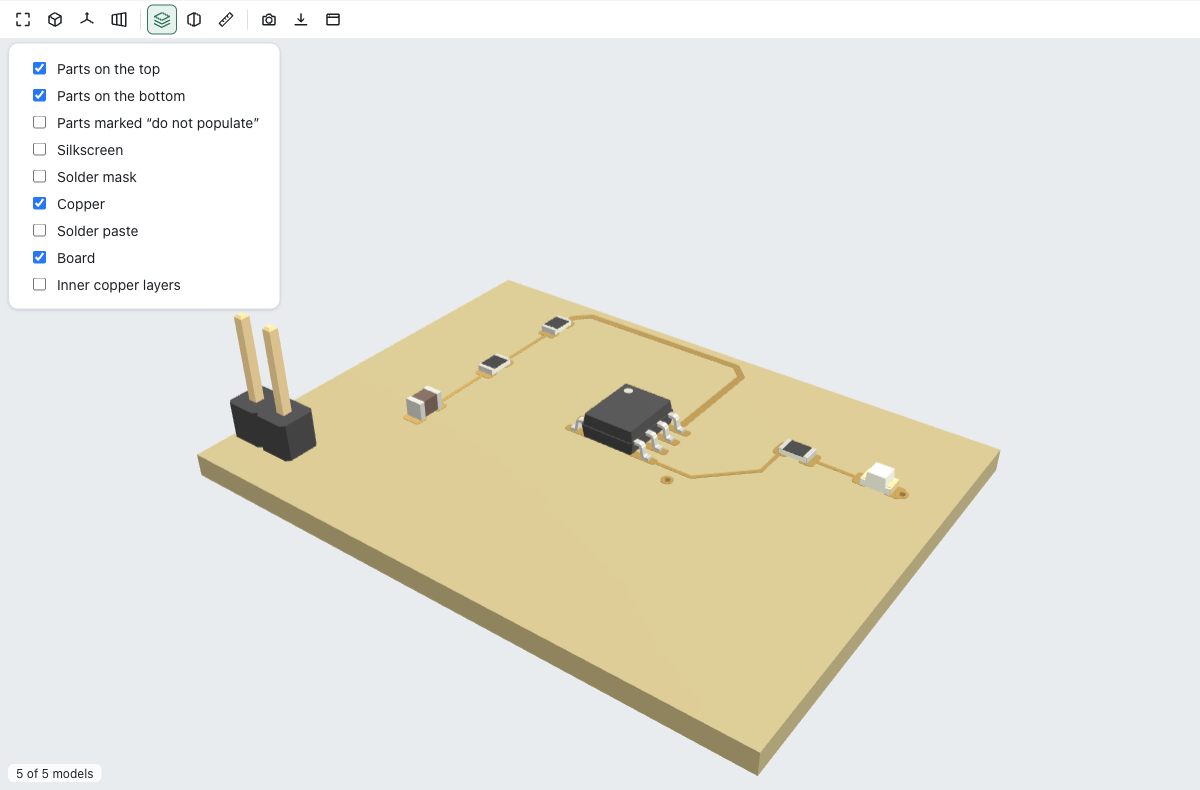 Parts on the top
Parts on the bottom
Parts marked “do not populate”
Silkscreen
Solder mask
Copper
Solder paste
Board
Inner copper layers
5 of 5 models